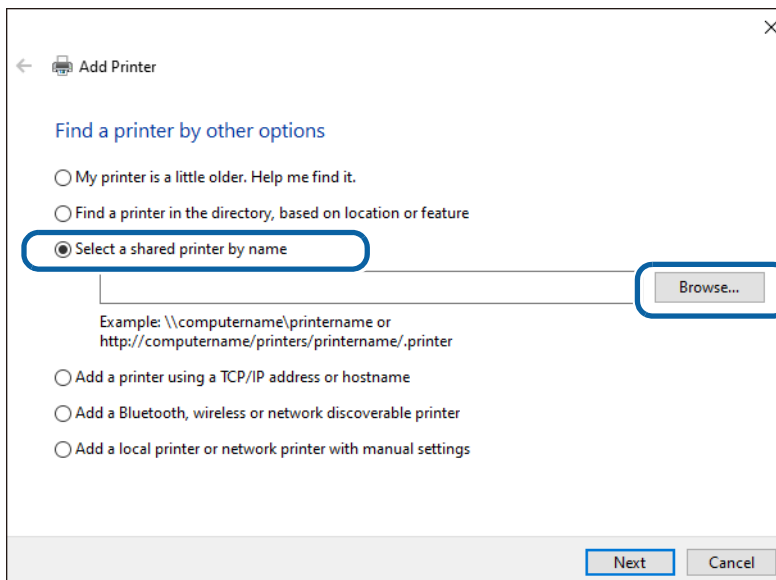 Add Printer
Find a printer by other options
My printer is a little older. Help me find it.
Find a printer in the directory, based on location or feature
Select a shared printer by name
Browse...
Example: \\computername\printername or
http://computername/printers/printername/.printer
Add a printer using a TCP/IP address or hostname
Add a Bluetooth, wireless or network discoverable printer
Add a local printer or network printer with manual settings
Next
Cancel